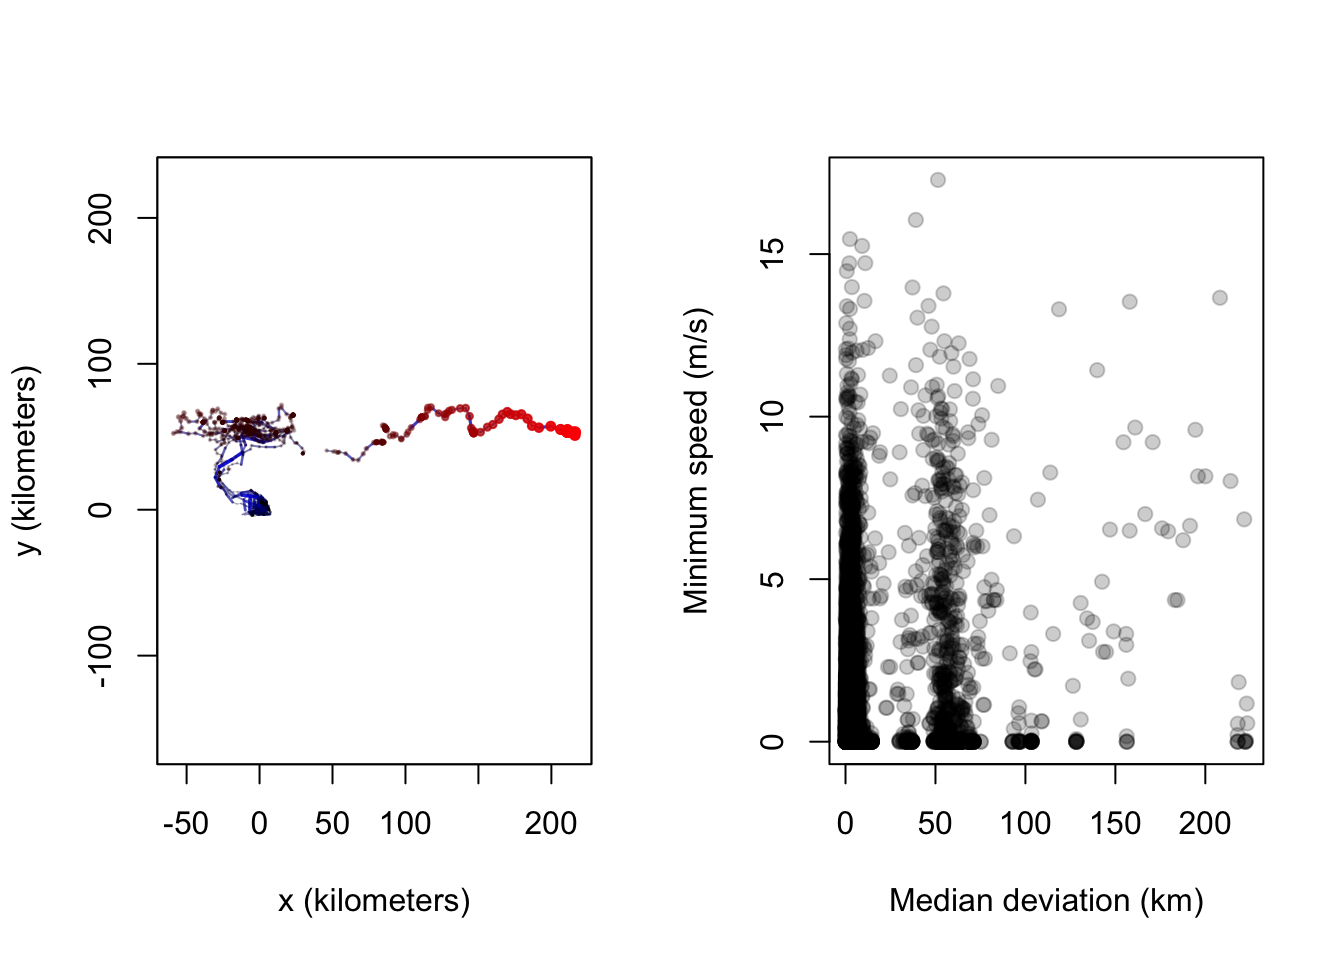 200
100
0
-100
y (kilometers)
-50 0 50 100 200
x (kilometers)
15
10
5
0
Minimum speed (m/s)
0 50 100 150 200
Median deviation (km)